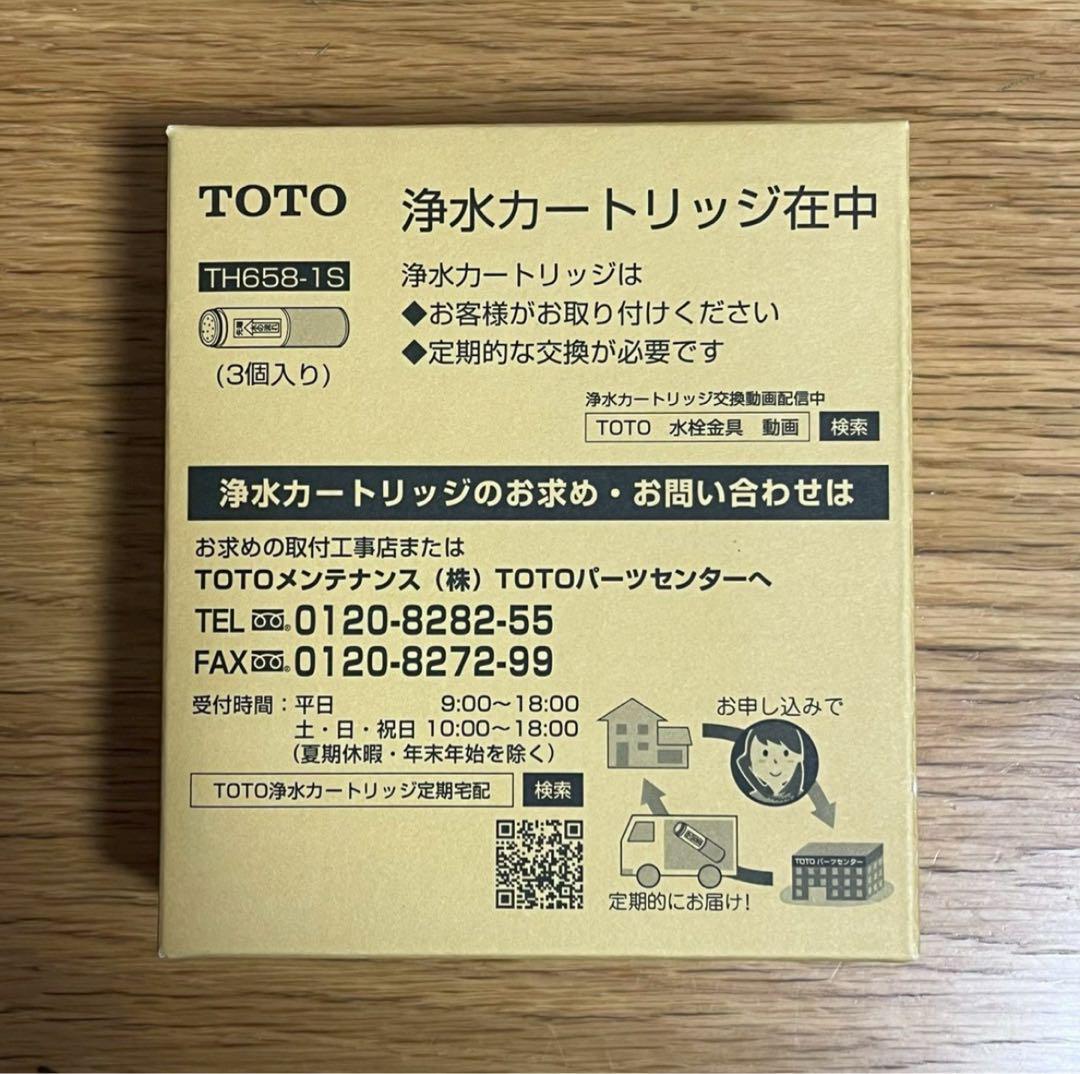 TOTO
浄水カートリッジ在中
TH658-1S
(3個入り)
浄水カートリッジは
◆お客様がお取り付けください
◆定期的な交換が必要です
浄水カートリッジ交換動画配信中
TOTO 水栓金具 動画 検索
浄水カートリッジのお求め・お問い合わせは
お求めの取付工事店または
TOTOメンテナンス（株）TOTOパーツセンターへ
TEL 0120-8282-55
FAX 0120-8272-99
受付時間：平日 9:00〜18:00
土・日・祝日 10:00〜18:00
（夏期休暇・年末年始を除く）
TOTO浄水カートリッジ定期宅配 検索
お申し込みで
TOTO パーツセンター
定期的にお届け!